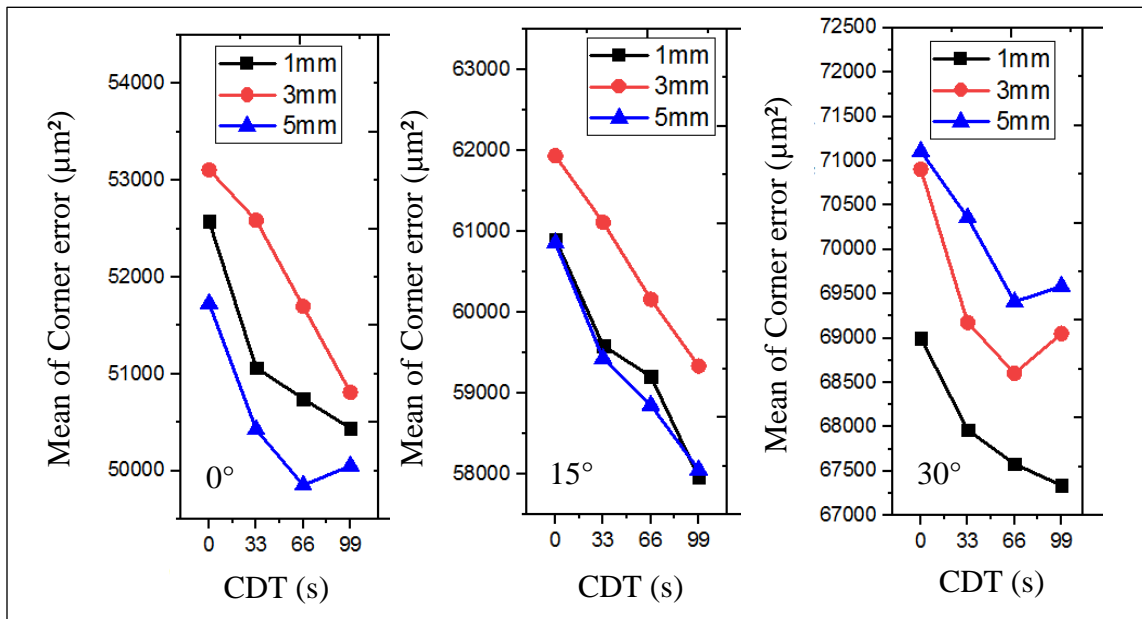 Mean of Corner error (µm²)
54000
53000
52000
51000
50000
1mm
3mm
5mm
0°
0 33 66 99
CDT (s)
Mean of Corner error (µm²)
63000
62000
61000
60000
59000
58000
1mm
3mm
5mm
15°
0 33 66 99
CDT (s)
Mean of Corner error (µm²)
72500
72000
71500
71000
70500
70000
69500
69000
68500
68000
67500
67000
1mm
3mm
5mm
30°
0 33 66 99
CDT (s)